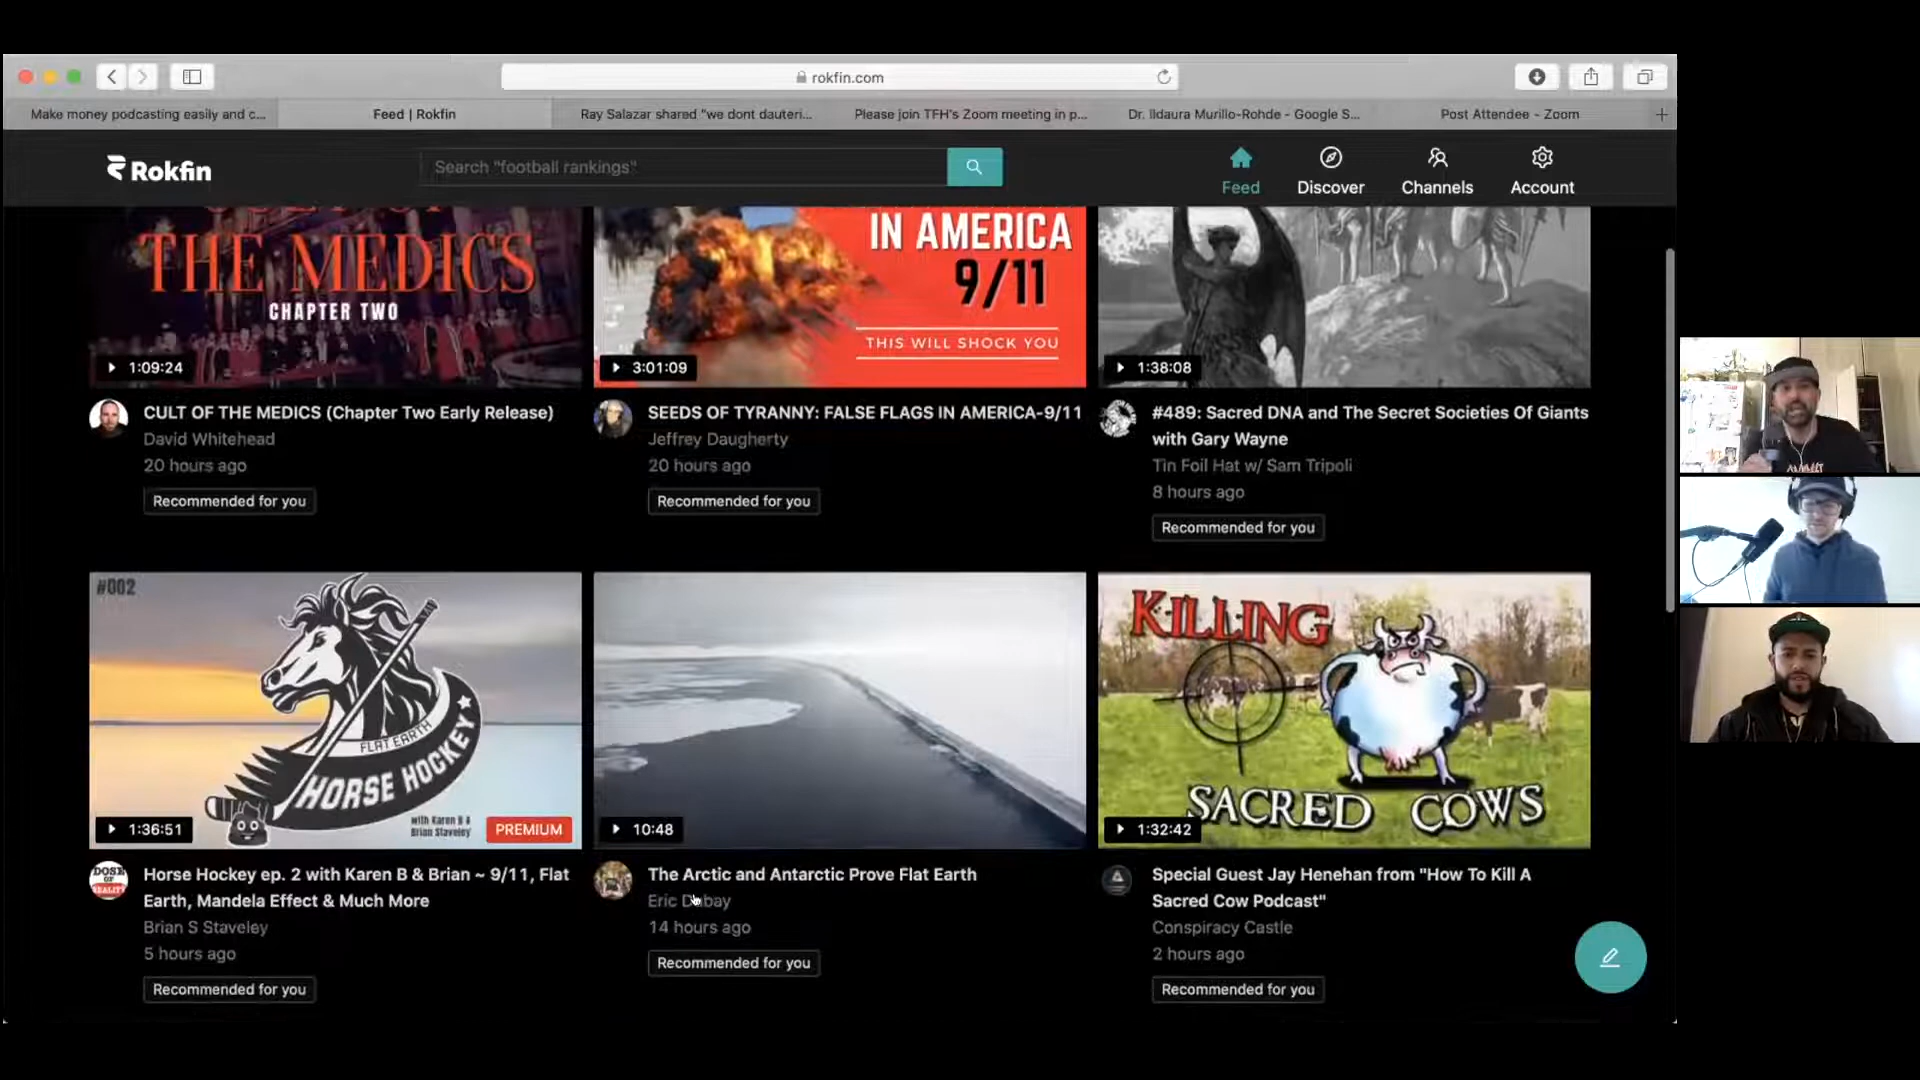 rokfin.com
Make money podcasting easily and c...
Feed | Rokfin
Ray Salazar shared "we dont dauteri...
Please join TFH's Zoom meeting in p...
Dr. Ildaura Murillo-Rohde - Google S...
Post Attendee - Zoom
Rokfin
Search "football rankings"
Feed
Discover
Channels
Account
THE MEDICS
CHAPTER TWO
1:09:24
IN AMERICA
9/11
THIS WILL SHOCK YOU
3:01:09
1:38:08
CULT OF THE MEDICS (Chapter Two Early Release)
David Whitehead
20 hours ago
Recommended for you
SEEDS OF TYRANNY: FALSE FLAGS IN AMERICA-9/11
Jeffrey Daugherty
20 hours ago
Recommended for you
#489: Sacred DNA and The Secret Societies Of Giants
with Gary Wayne
Tin Foil Hat w/ Sam Tripoli
8 hours ago
Recommended for you
#002
FLAT EARTH
HORSE HOCKEY
with Karen B &
Brian Staveley
1:36:51
PREMIUM
10:48
KILLING
SACRED COWS
1:32:42
DOSE
OF
REALITY
Horse Hockey ep. 2 with Karen B & Brian ~ 9/11, Flat
Earth, Mandela Effect & Much More
Brian S Staveley
5 hours ago
Recommended for you
The Arctic and Antarctic Prove Flat Earth
Eric Dubay
14 hours ago
Recommended for you
Special Guest Jay Henehan from "How To Kill A
Sacred Cow Podcast"
Conspiracy Castle
2 hours ago
Recommended for you